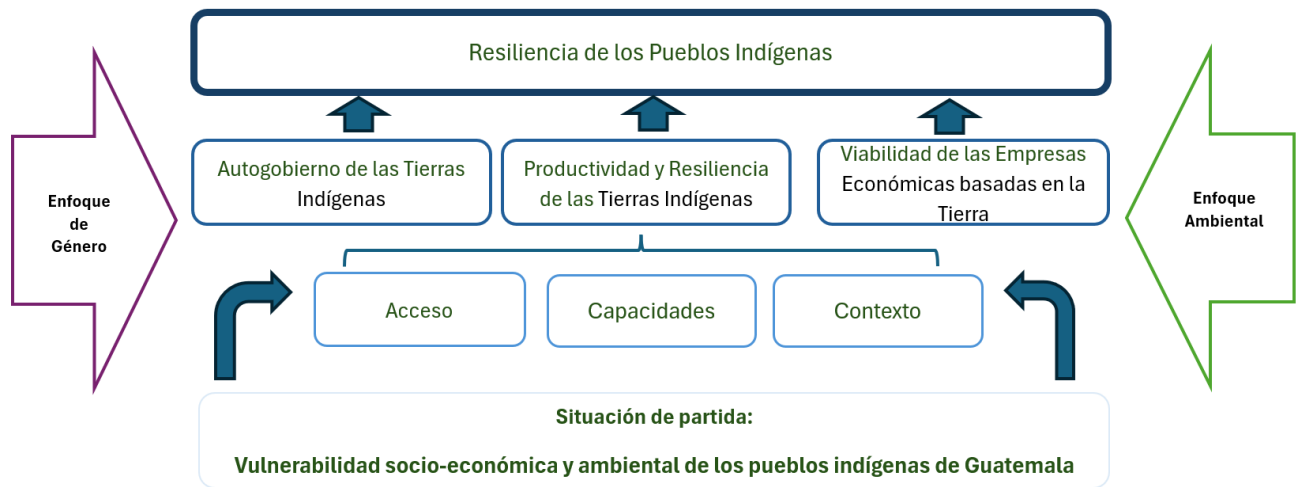 Resiliencia de los Pueblos Indígenas
Autogobierno de las Tierras
Indígenas
Productividad y Resiliencia
de las Tierras Indígenas
Viabilidad de las Empresas
Económicas basadas en la
Tierra
Enfoque
de
Género
Enfoque
Ambiental
Acceso
Capacidades
Contexto
Situación de partida:
Vulnerabilidad socio-económica y ambiental de los pueblos indígenas de Guatemala